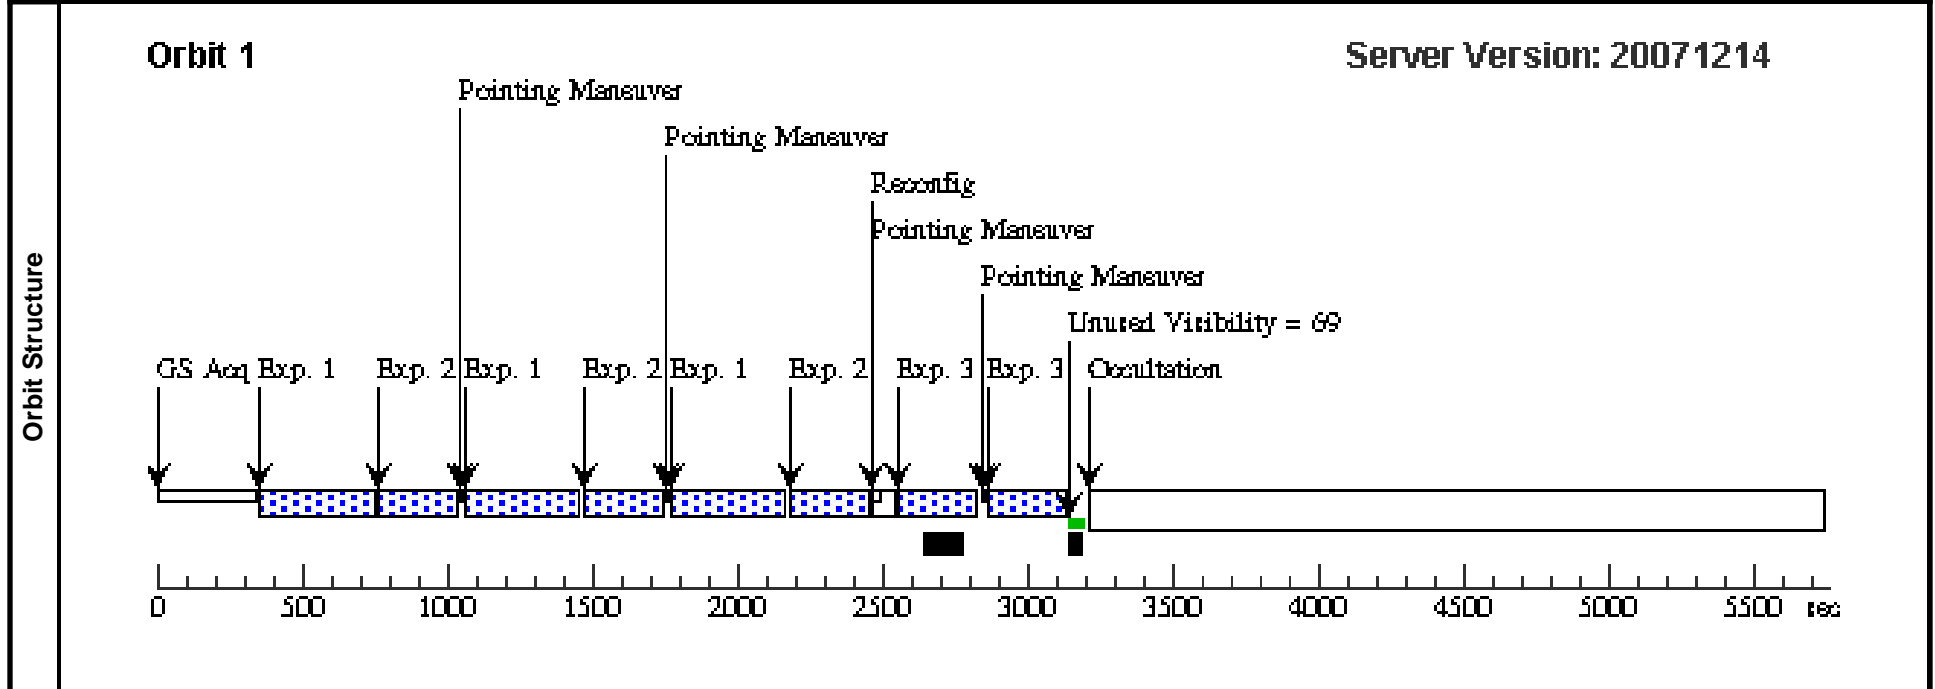 Orbit Structure
Orbit 1
Server Version: 20071214
Pointing Maneuver
Pointing Maneuver
Reconfig
Pointing Maneuver
Pointing Maneuver
Unused Visibility = 69
GS Acq Exp. 1 Exp. 2 Exp. 1 Exp. 2 Exp. 1 Exp. 2 Exp. 3 Exp. 3 Occultation
0 500 1000 1500 2000 2500 3000 3500 4000 4500 5000 5500 sec